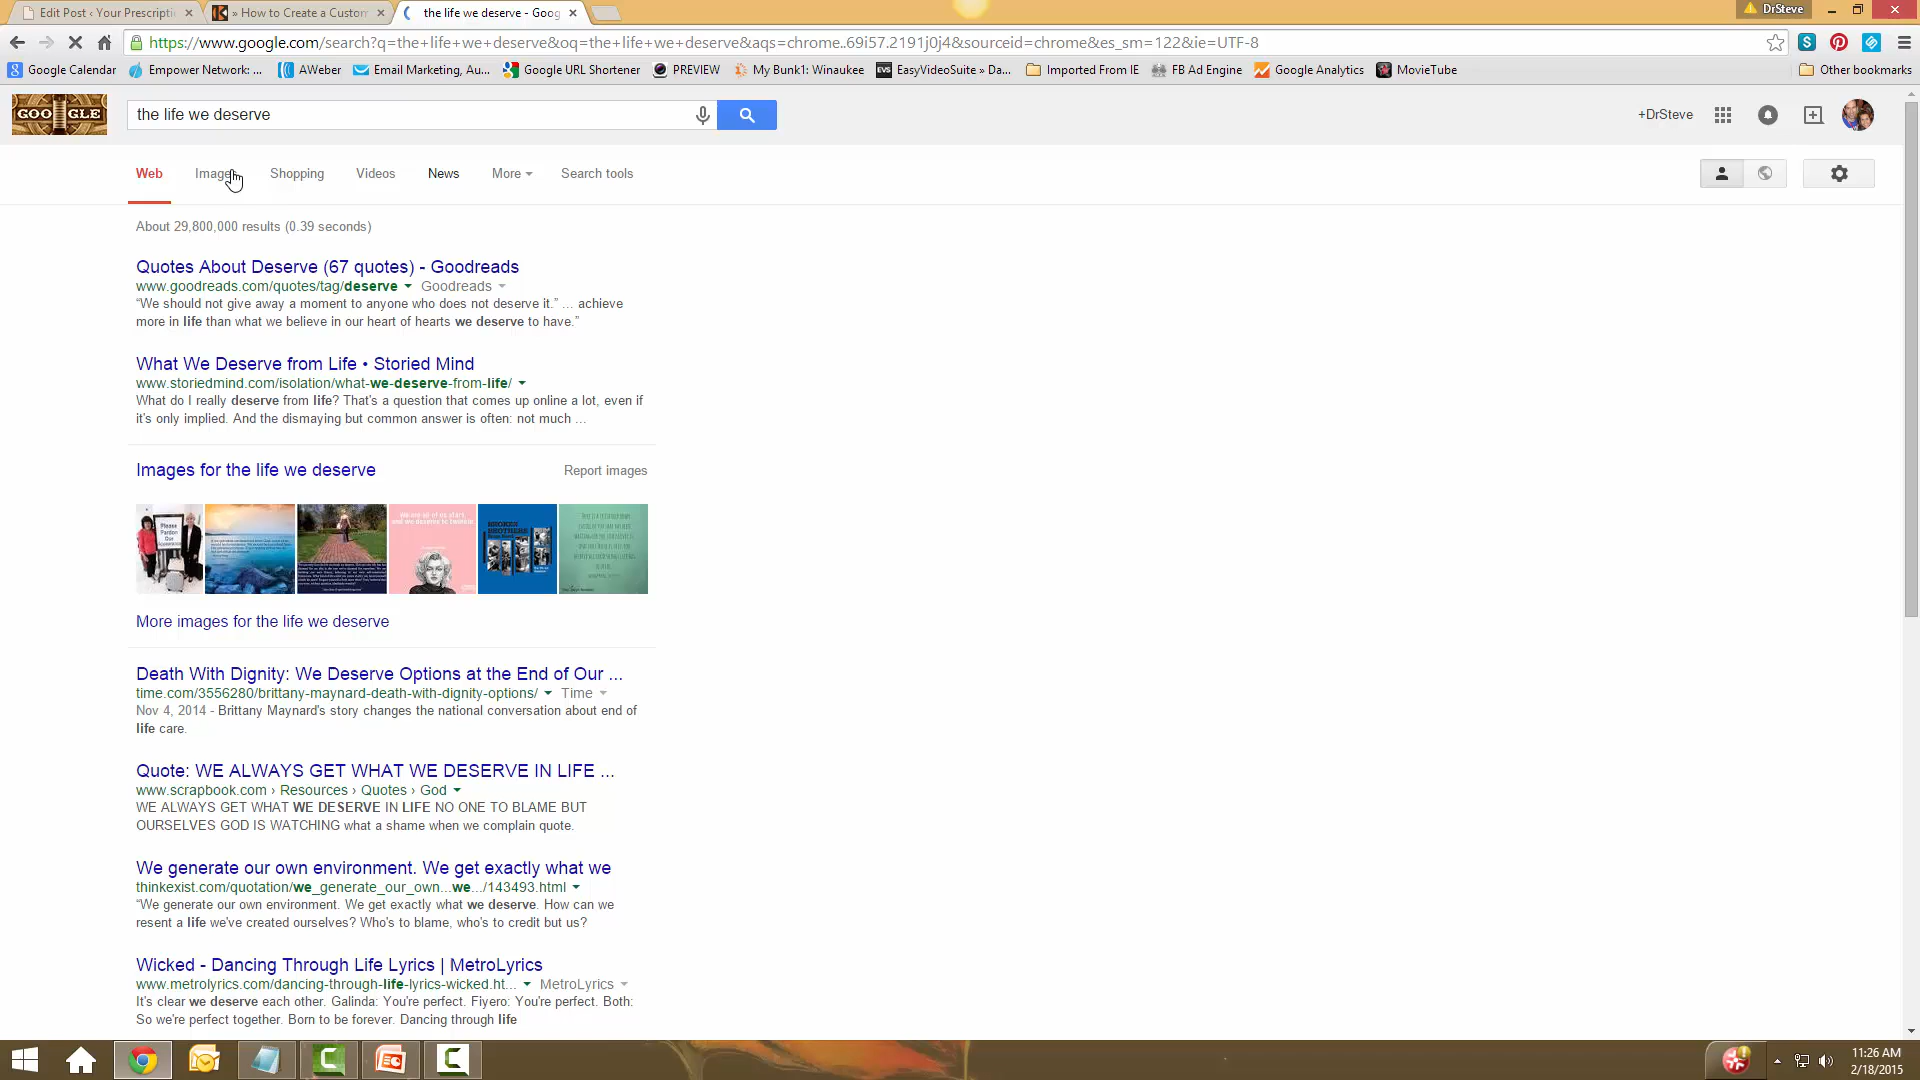 Edit Post ‹ Your Prescripti
» How to Create a Custom
the life we deserve - Goog
DrSteve
https://www.google.com/search?q=the+life+we+deserve&oq=the+life+we+deserve&aqs=chrome..69i57.2191j0j4&sourceid=chrome&es_sm=122&ie=UTF-8
Google Calendar
Empower Network: ...
AWeber
Email Marketing, Au...
Google URL Shortener
PREVIEW
My Bunk1: Winaukee
EasyVideoSuite » Da...
Imported From IE
FB Ad Engine
Google Analytics
MovieTube
Other bookmarks
GOOGLE
the life we deserve
+DrSteve
Web
Images
Shopping
Videos
News
More
Search tools
About 29,800,000 results (0.39 seconds)
Quotes About Deserve (67 quotes) - Goodreads
www.goodreads.com/quotes/tag/deserve Goodreads
“We should not give away a moment to anyone who does not deserve it.” ... achieve
more in life than what we believe in our heart of hearts we deserve to have.”
What We Deserve from Life • Storied Mind
www.storiedmind.com/isolation/what-we-deserve-from-life/
What do I really deserve from life? That's a question that comes up online a lot, even if
it's only implied. And the dismaying but common answer is often: not much ...
Images for the life we deserve
Report images
Please
Pardon
Our
We are all of us stars,
and we deserve to twinkle
More images for the life we deserve
Death With Dignity: We Deserve Options at the End of Our ...
time.com/3556280/brittany-maynard-death-with-dignity-options/ Time
Nov 4, 2014 - Brittany Maynard's story changes the national conversation about end of
life care.
Quote: WE ALWAYS GET WHAT WE DESERVE IN LIFE ...
www.scrapbook.com › Resources › Quotes › God
WE ALWAYS GET WHAT WE DESERVE IN LIFE NO ONE TO BLAME BUT
OURSELVES GOD IS WATCHING what a shame when we complain quote.
We generate our own environment. We get exactly what we
thinkexist.com/quotation/we_generate_our_own...we.../143493.html
“We generate our own environment. We get exactly what we deserve. How can we
resent a life we've created ourselves? Who's to blame, who's to credit but us?
Wicked - Dancing Through Life Lyrics | MetroLyrics
www.metrolyrics.com/dancing-through-life-lyrics-wicked.ht... MetroLyrics
It's clear we deserve each other. Galinda: You're perfect. Fiyero: You're perfect. Both:
So we're perfect together. Born to be forever. Dancing through life
11:26 AM
2/18/2015